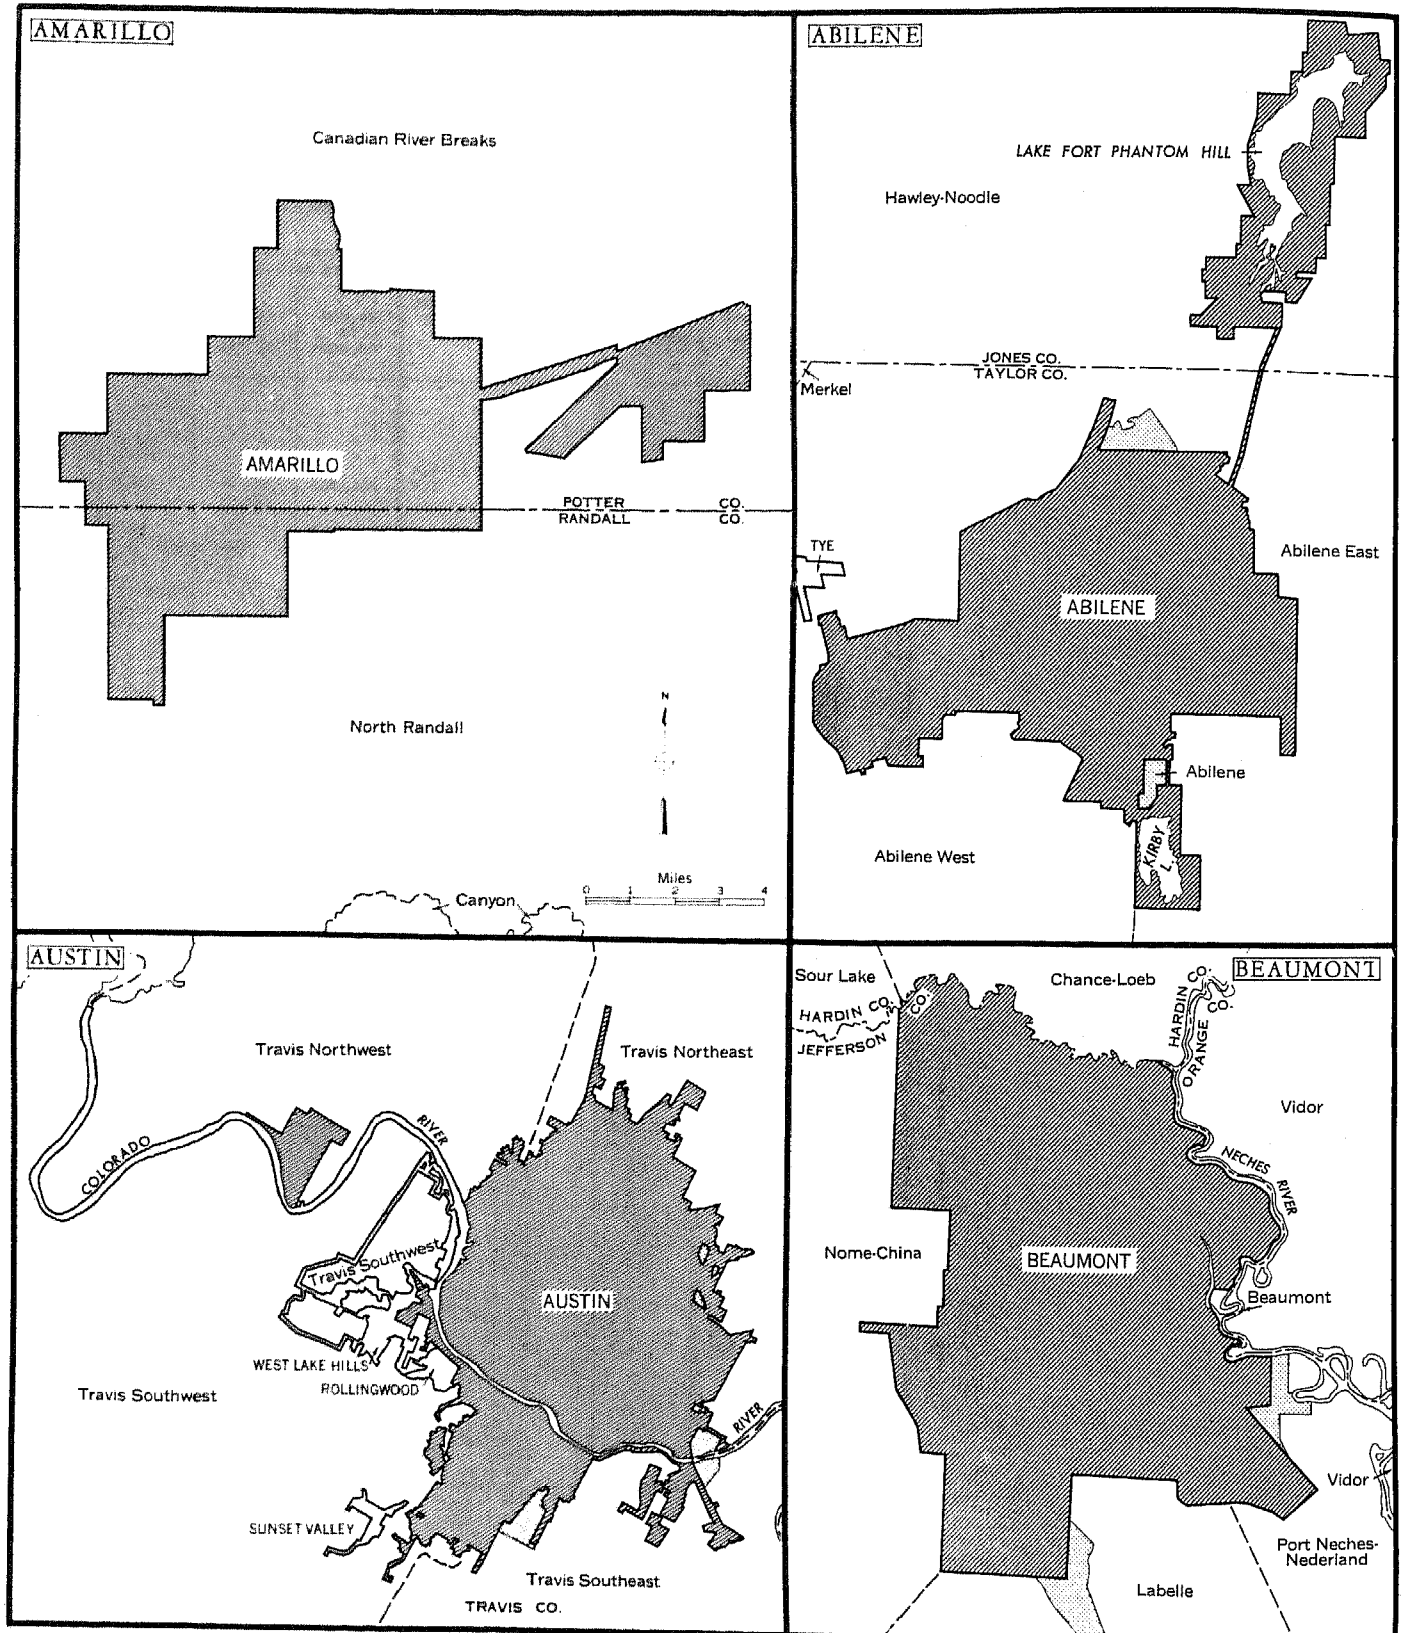 AMARILLO
Canadian River Breaks
AMARILLO
POTTER CO.
RANDALL CO.
North Randall
N
Miles
0 1 2 3 4
Canyon
ABILENE
LAKE FORT PHANTOM HILL
Hawley-Noodle
JONES CO.
TAYLOR CO.
Merkel
TYE
Abilene East
ABILENE
Abilene
Abilene West
KIRBY
L.
AUSTIN
Travis Northwest
Travis Northeast
COLORADO
RIVER
Travis Southwest
AUSTIN
WEST LAKE HILLS
ROLLINGWOOD
Travis Southwest
RIVER
SUNSET VALLEY
Travis Southeast
TRAVIS CO.
BEAUMONT
Sour Lake
Chance-Loeb
HARDIN CO.
JEFFERSON CO.
HARDIN CO.
ORANGE CO.
Vidor
NECHES RIVER
Nome-China
BEAUMONT
Beaumont
Vidor
Port Neches-
Nederland
Labelle